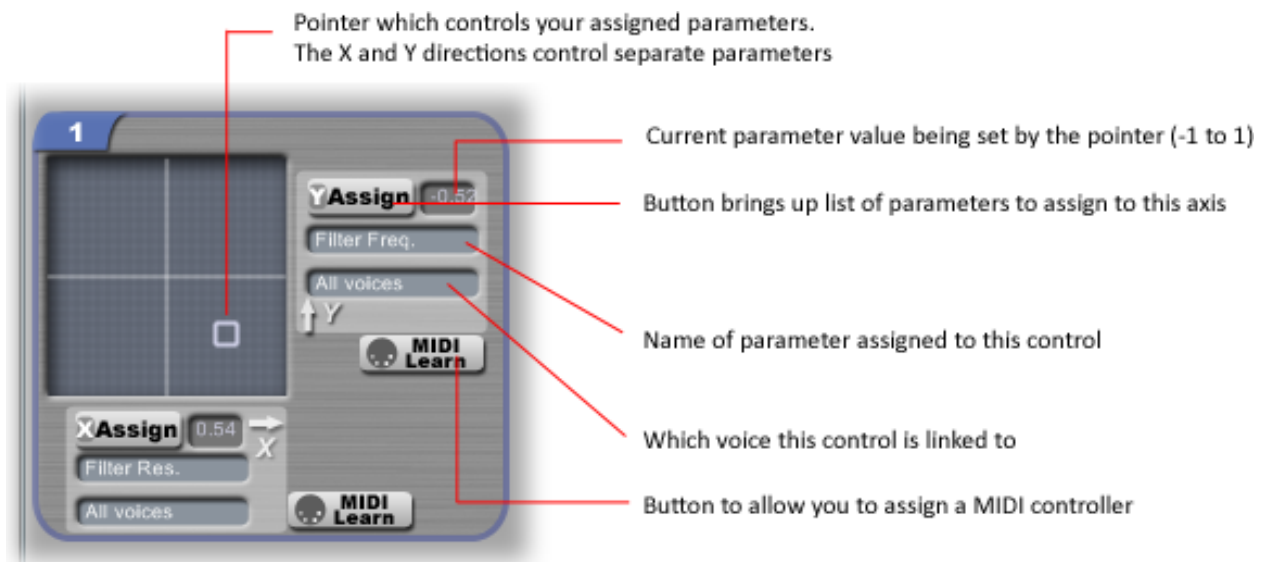 Pointer which controls your assigned parameters.
The X and Y directions control separate parameters
1
Current parameter value being set by the pointer (-1 to 1)
YAssign -0.52
Button brings up list of parameters to assign to this axis
Filter Freq.
All voices
Y
Name of parameter assigned to this control
MIDI
Learn
XAssign 0.54
X
Which voice this control is linked to
Filter Res.
All voices
MIDI
Learn
Button to allow you to assign a MIDI controller